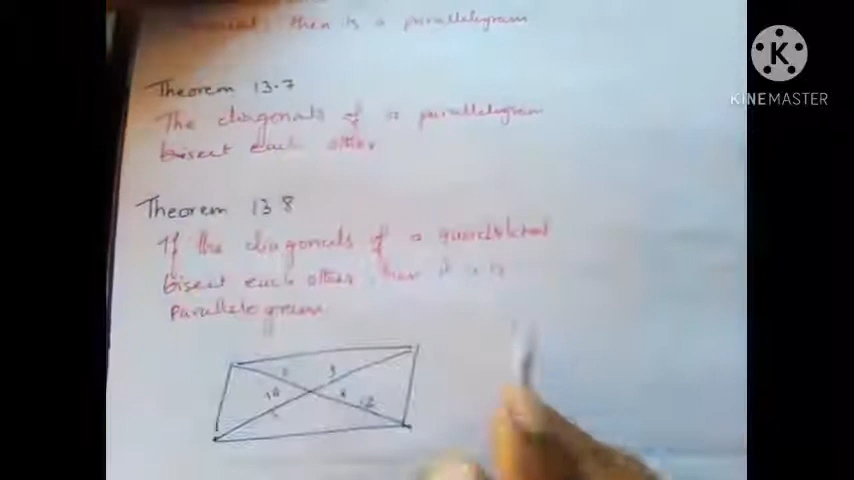 then is a parallelogram
Theorem 13.7
The diagonals of a parallelogram
bisect each other
Theorem 13 8
If the diagonals of a
bisect each other then it is
parallelogram
3
K
KINEMASTER